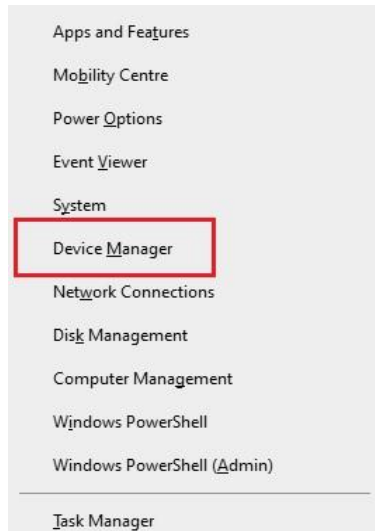 Apps and Features
Mobility Centre
Power Options
Event Viewer
System
Device Manager
Network Connections
Disk Management
Computer Management
Windows PowerShell
Windows PowerShell (Admin)
Task Manager